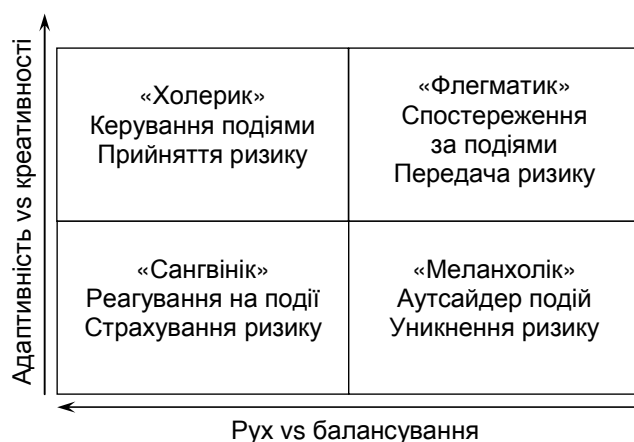 Адаптивність vs креативності
«Холерик»
Керування подіями
Прийняття ризику
«Флегматик»
Спостереження
за подіями
Передача ризику
«Сангвінік»
Реагування на події
Страхування ризику
«Меланхолік»
Аутсайдер подій
Уникнення ризику
Рух vs балансування